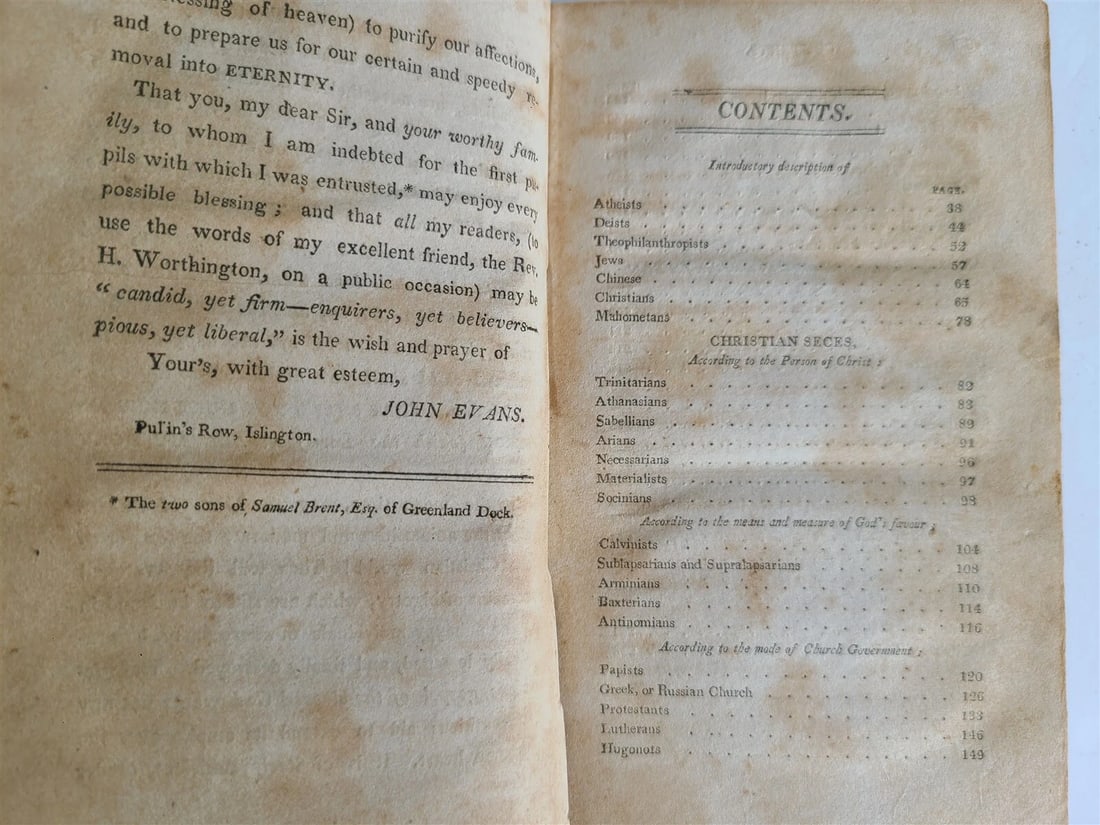 essing of heaven) to purify our affections,
and to prepare us for our certain and speedy re-
moval into ETERNITY.
That you, my dear Sir, and your worthy fam-
ily, to whom I am indebted for the first pu-
pils with which I was entrusted,* may enjoy every
possible blessing; and that all my readers, (to
use the words of my excellent friend, the Rev.
H. Worthington, on a public occasion) may be
“ candid, yet firm—enquirers, yet believers—
pious, yet liberal,” is the wish and prayer of
Your's, with great esteem,
JOHN EVANS.
Pullin's Row, Islington.
* The two sons of Samuel Brent, Esq. of Greenland Dock.
CONTENTS.
Introductory description of
PAGE.
Atheists 38
Deists 44
Theophilanthropists 52
Jews 57
Chinese 64
Christians 65
Mahometans 78
CHRISTIAN SECTS,
According to the Person of Christ :
Trinitarians 82
Athanasians 83
Sabellians 89
Arians 91
Necessarians 96
Materialists 97
Socinians 98
According to the means and measure of God's favour ;
Calvinists 104
Sublapsarians and Supralapsarians 108
Arminians 110
Baxterians 114
Antinomians 116
According to the mode of Church Goverment ;
Papists 120
Greek, or Russian Church 126
Protestants 133
Lutherans 146
Hugonots 149